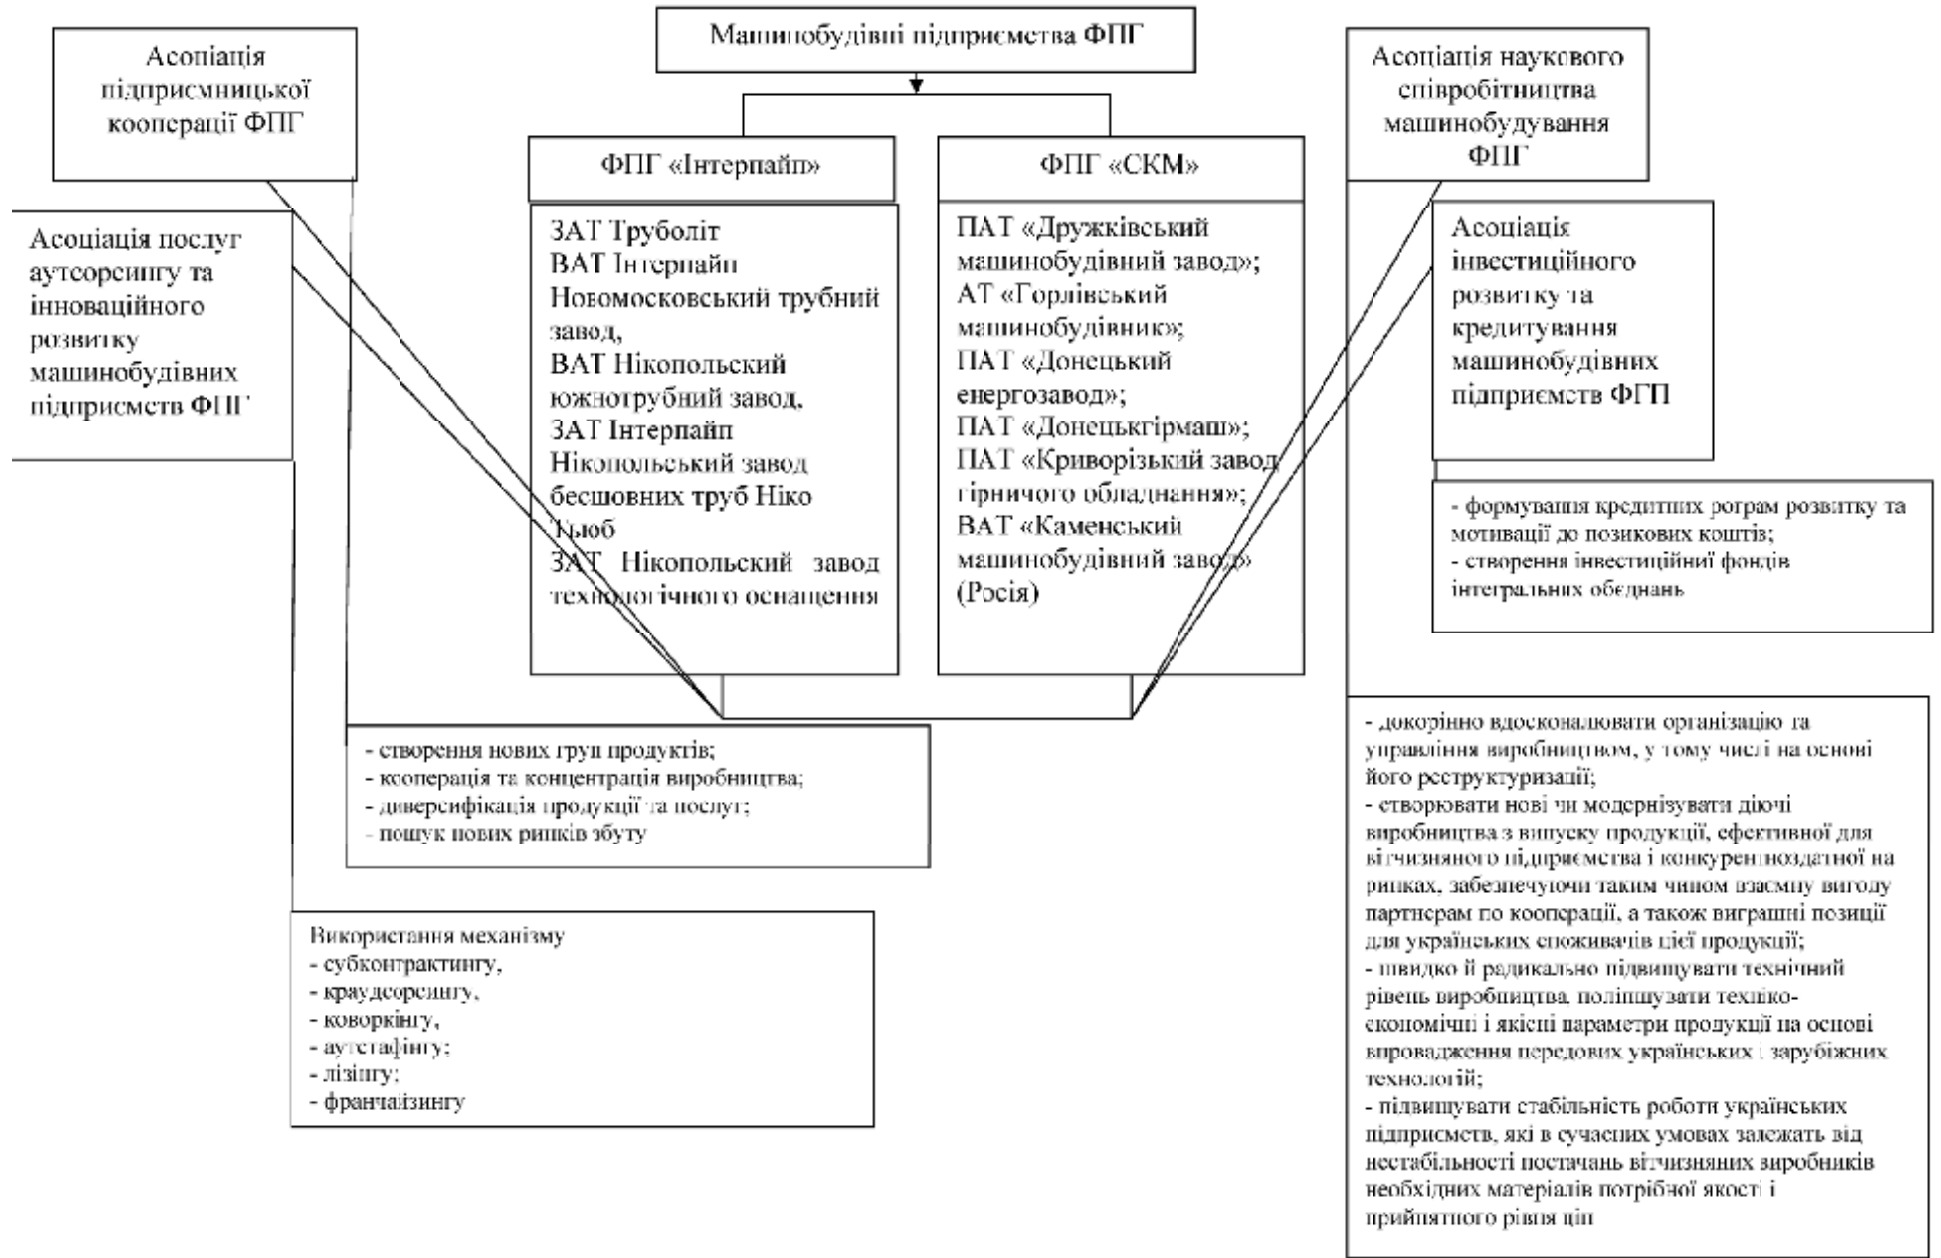 Машинобудівні підприємства ФПГ
Асоціація
підприємницької
кооперації ФПГ
Асоціація наукового
співробітництва
машинобудування
ФПГ
ФПГ «Інтерпайп»
ФПГ «СКМ»
Асоціація послуг
аутсорсингу та
інноваційного
розвитку
машинобудівних
підприємств ФПГ
ЗАТ Труболіт
ВАТ Інтерпайп
Новомосковський трубний
завод,
ВАТ Нікопольский
южнотрубний завод,
ЗАТ Інтерпайп
Нікопольський завод
бесшовних труб Ніко
Тьюб
ЗАТ Нікопольский завод
технологічного оснащення
ПАТ «Дружківський
машинобудівний завод»;
АТ «Горлівський
машинобудівник»;
ПАТ «Донецький
енергозавод»;
ПАТ «Донецькгірмаш»;
ПАТ «Криворізький завод
гірничого обладнання»;
ВАТ «Каменський
машинобудівний завод»
(Росія)
Асоціація
інвестиційного
розвитку та
кредитування
машинобудівних
підприємств ФГП
- формування кредитних рограм розвитку та
мотивації до позикових коштів;
- створення інвестиційниї фондів
інтегральних обєднань
- створення нових груп продуктів;
- кооперація та концентрація виробництва;
- диверсифікація продукції та послуг;
- пошук нових ринків збуту
Використання механізму
- субконтрактингу,
- краудсорсингу,
- коворкінгу,
- аутстафінгу;
- лізінгу;
- франчайзингу
- докорінно вдосконалювати організацію та
управління виробництвом, у тому числі на основі
його реструктуризації;
- створювати нові чи модернізувати діючі
виробництва з випуску продукції, ефективної для
вітчизняного підприємства і конкурентноздатної на
ринках, забезпечуючи таким чином взаємну вигоду
партнерам по кооперації, а також виграшні позиції
для українських споживачів цієї продукції;
- швидко й радикально підвищувати технічний
рівень виробництва поліпшувати техніко-
економічні і якісні параметри продукції на основі
впровадження передових українських і зарубіжних
технологій;
- підвищувати стабільність роботи українських
підприємств, які в сучасних умовах залежать від
нестабільності постачань вітчизняних виробників
необхідних матеріалів потрібної якості і
прийнятного рівня цін